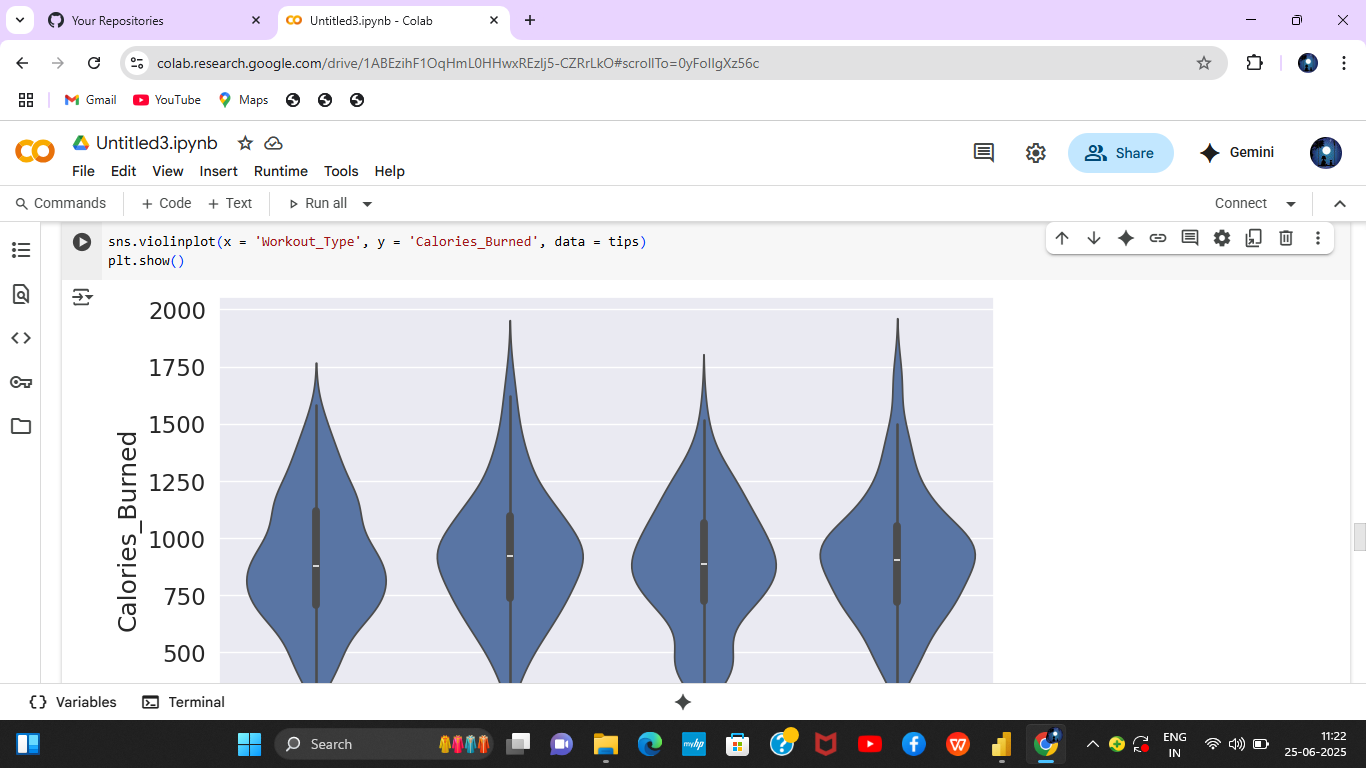 Your Repositories
Untitled3.ipynb - Colab
colab.research.google.com/drive/1ABEzihF1OqHmL0HHwxREzlj5-CZRrLkO#scrollTo=0yFolIgXz56c
Gmail YouTube Maps
Untitled3.ipynb
File Edit View Insert Runtime Tools Help
Share
Gemini
Commands + Code + Text Run all
Connect
sns.violinplot(x = 'Workout_Type', y = 'Calories_Burned', data = tips)
plt.show()
2000
1750
1500
1250
1000
750
500
Calories_Burned
Variables Terminal
Search
myhp
ENG
IN
11:22
25-06-2025